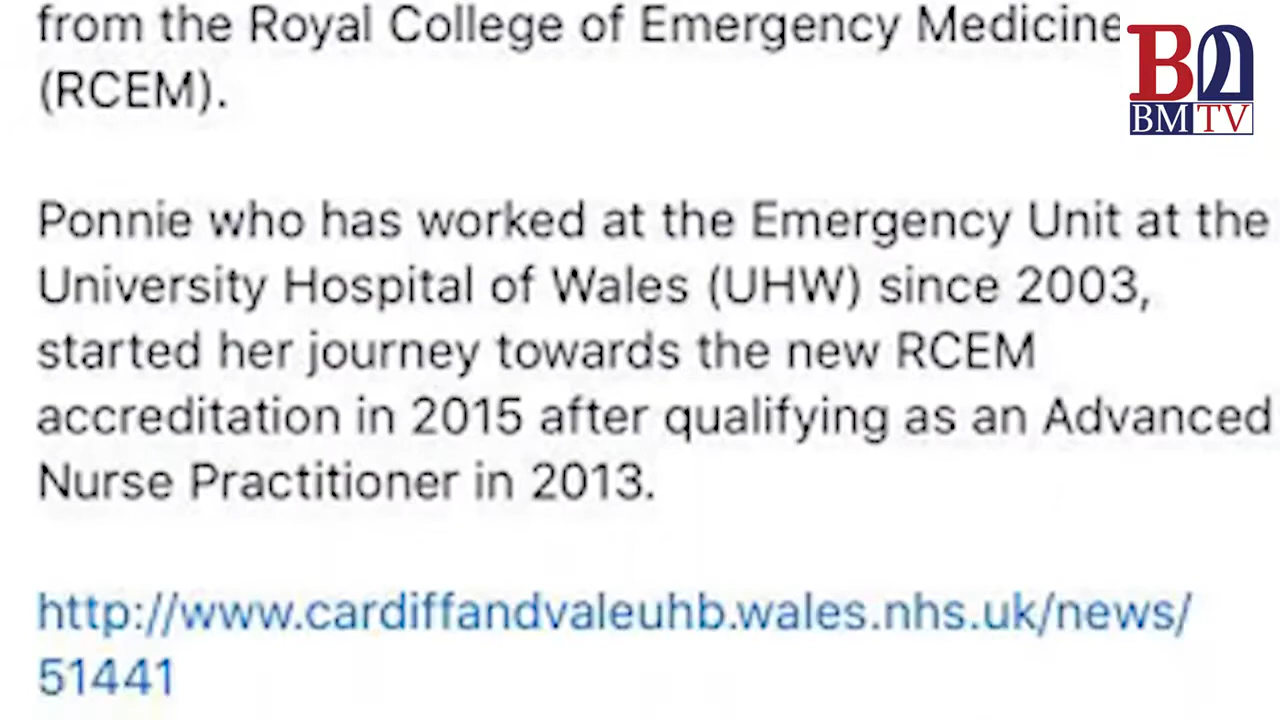 from the Royal College of Emergency Medicine
(RCEM).
BMTV
Ponnie who has worked at the Emergency Unit at the
University Hospital of Wales (UHW) since 2003,
started her journey towards the new RCEM
accreditation in 2015 after qualifying as an Advanced
Nurse Practitioner in 2013.
http://www.cardiffandvaleuhb.wales.nhs.uk/news/
51441